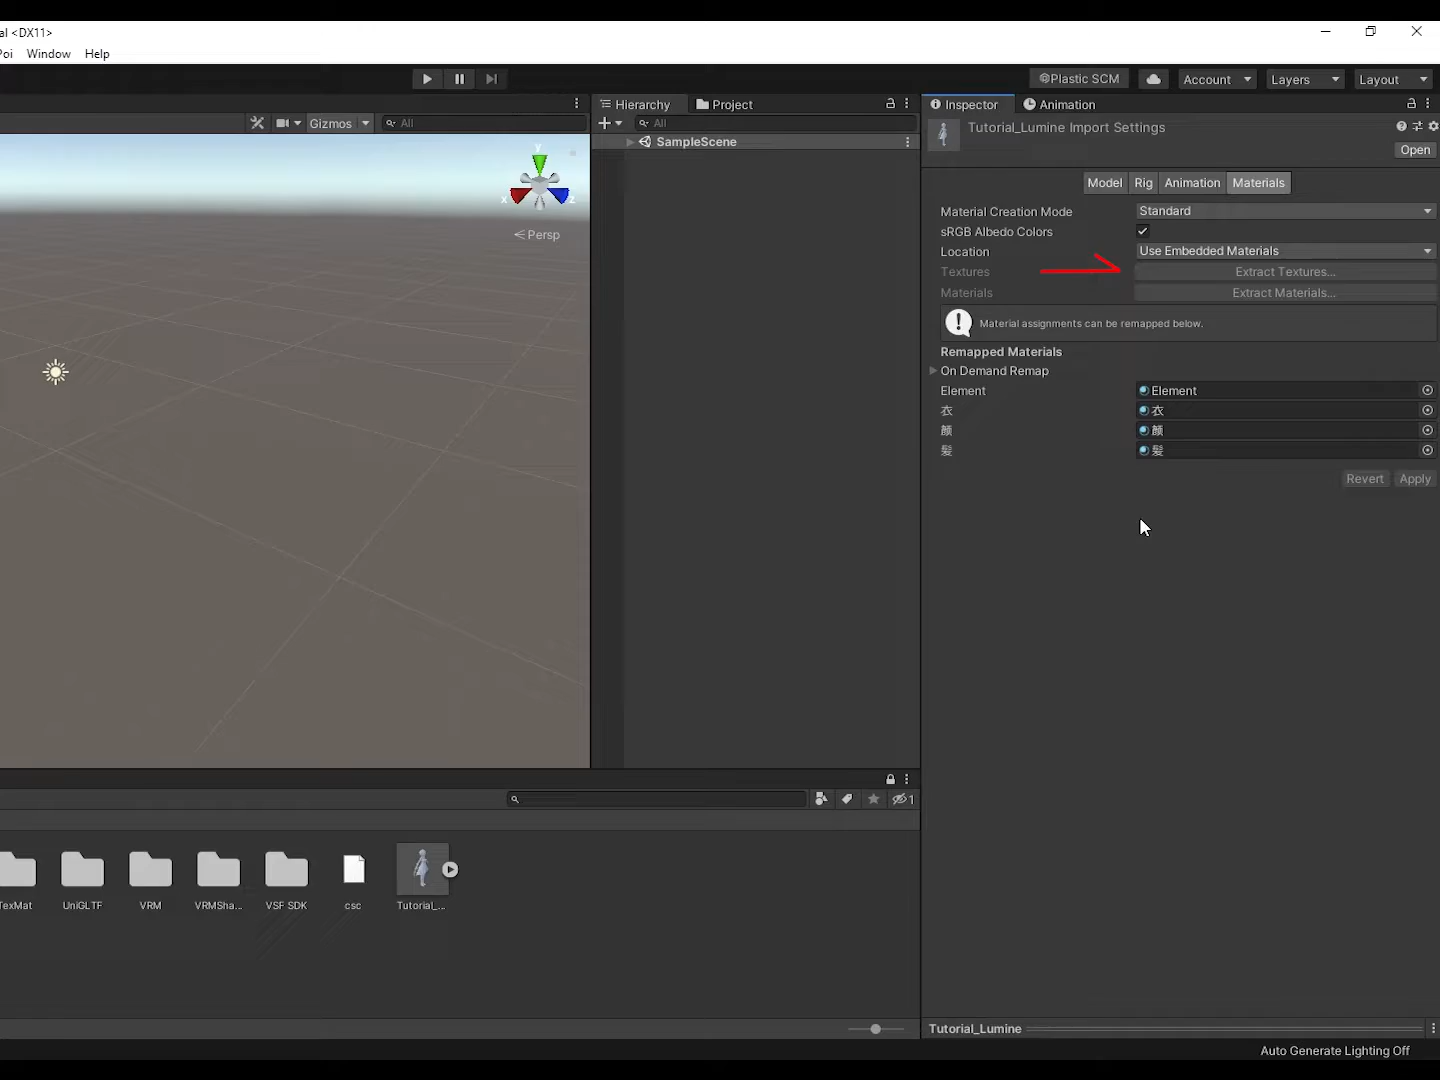 al <DX11>
Poi Window Help
Plastic SCM Account Layers Layout
Hierarchy Project Inspector Animation
Gizmos All All
Tutorial_Lumine Import Settings
SampleScene
Open
y
x z
Persp
Model Rig Animation Materials
Material Creation Mode Standard
sRGB Albedo Colors
Location Use Embedded Materials
Textures Extract Textures...
Materials Extract Materials...
Material assignments can be remapped below.
Remapped Materials
On Demand Remap
Element Element
衣 衣
颜 颜
髪 髪
Revert Apply
1
TexMat UniGLTF VRM VRMSha... VSF SDK csc Tutorial_...
Tutorial_Lumine
Auto Generate Lighting Off